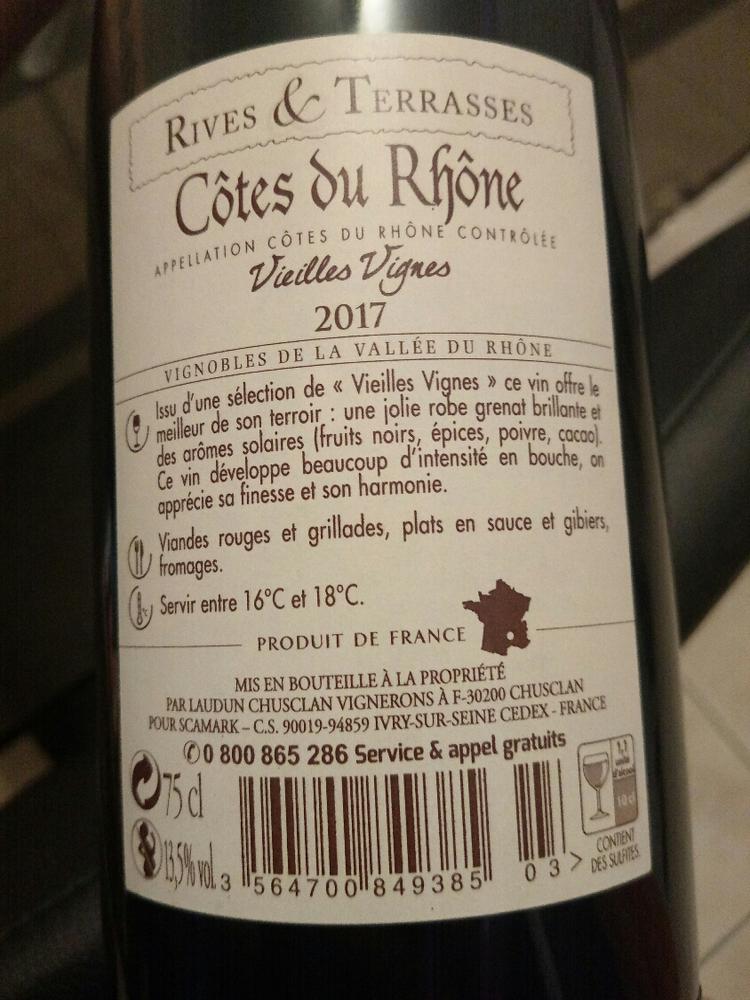 RIVES & TERRASSES
Côtes du Rhône
APPELLATION CÔTES DU RHÔNE CONTRÔLÉE
Vieilles Vignes
2017
VIGNOBLES DE LA VALLÉE DU RHÔNE
Issu d'une sélection de « Vieilles Vignes » ce vin offre le
meilleur de son terroir : une jolie robe grenat brillante et
des arômes solaires (fruits noirs, épices, poivre, cacao).
Ce vin développe beaucoup d'intensité en bouche, on
apprécie sa finesse et son harmonie.
Viandes rouges et grillades, plats en sauce et gibiers,
fromages.
Servir entre 16°C et 18°C.
PRODUIT DE FRANCE
MIS EN BOUTEILLE À LA PROPRIÉTÉ
PAR LAUDUN CHUSCLAN VIGNERONS À F-30200 CHUSCLAN
POUR SCAMARK – C.S. 90019-94859 IVRY-SUR-SEINE CEDEX - FRANCE
✆0 800 865 286 Service & appel gratuits
75 cl
13,5% vol.
3 564700 849385
03 >
1,1
unité
d'alcool
10 cl
CONTIENT
DES SULFITES